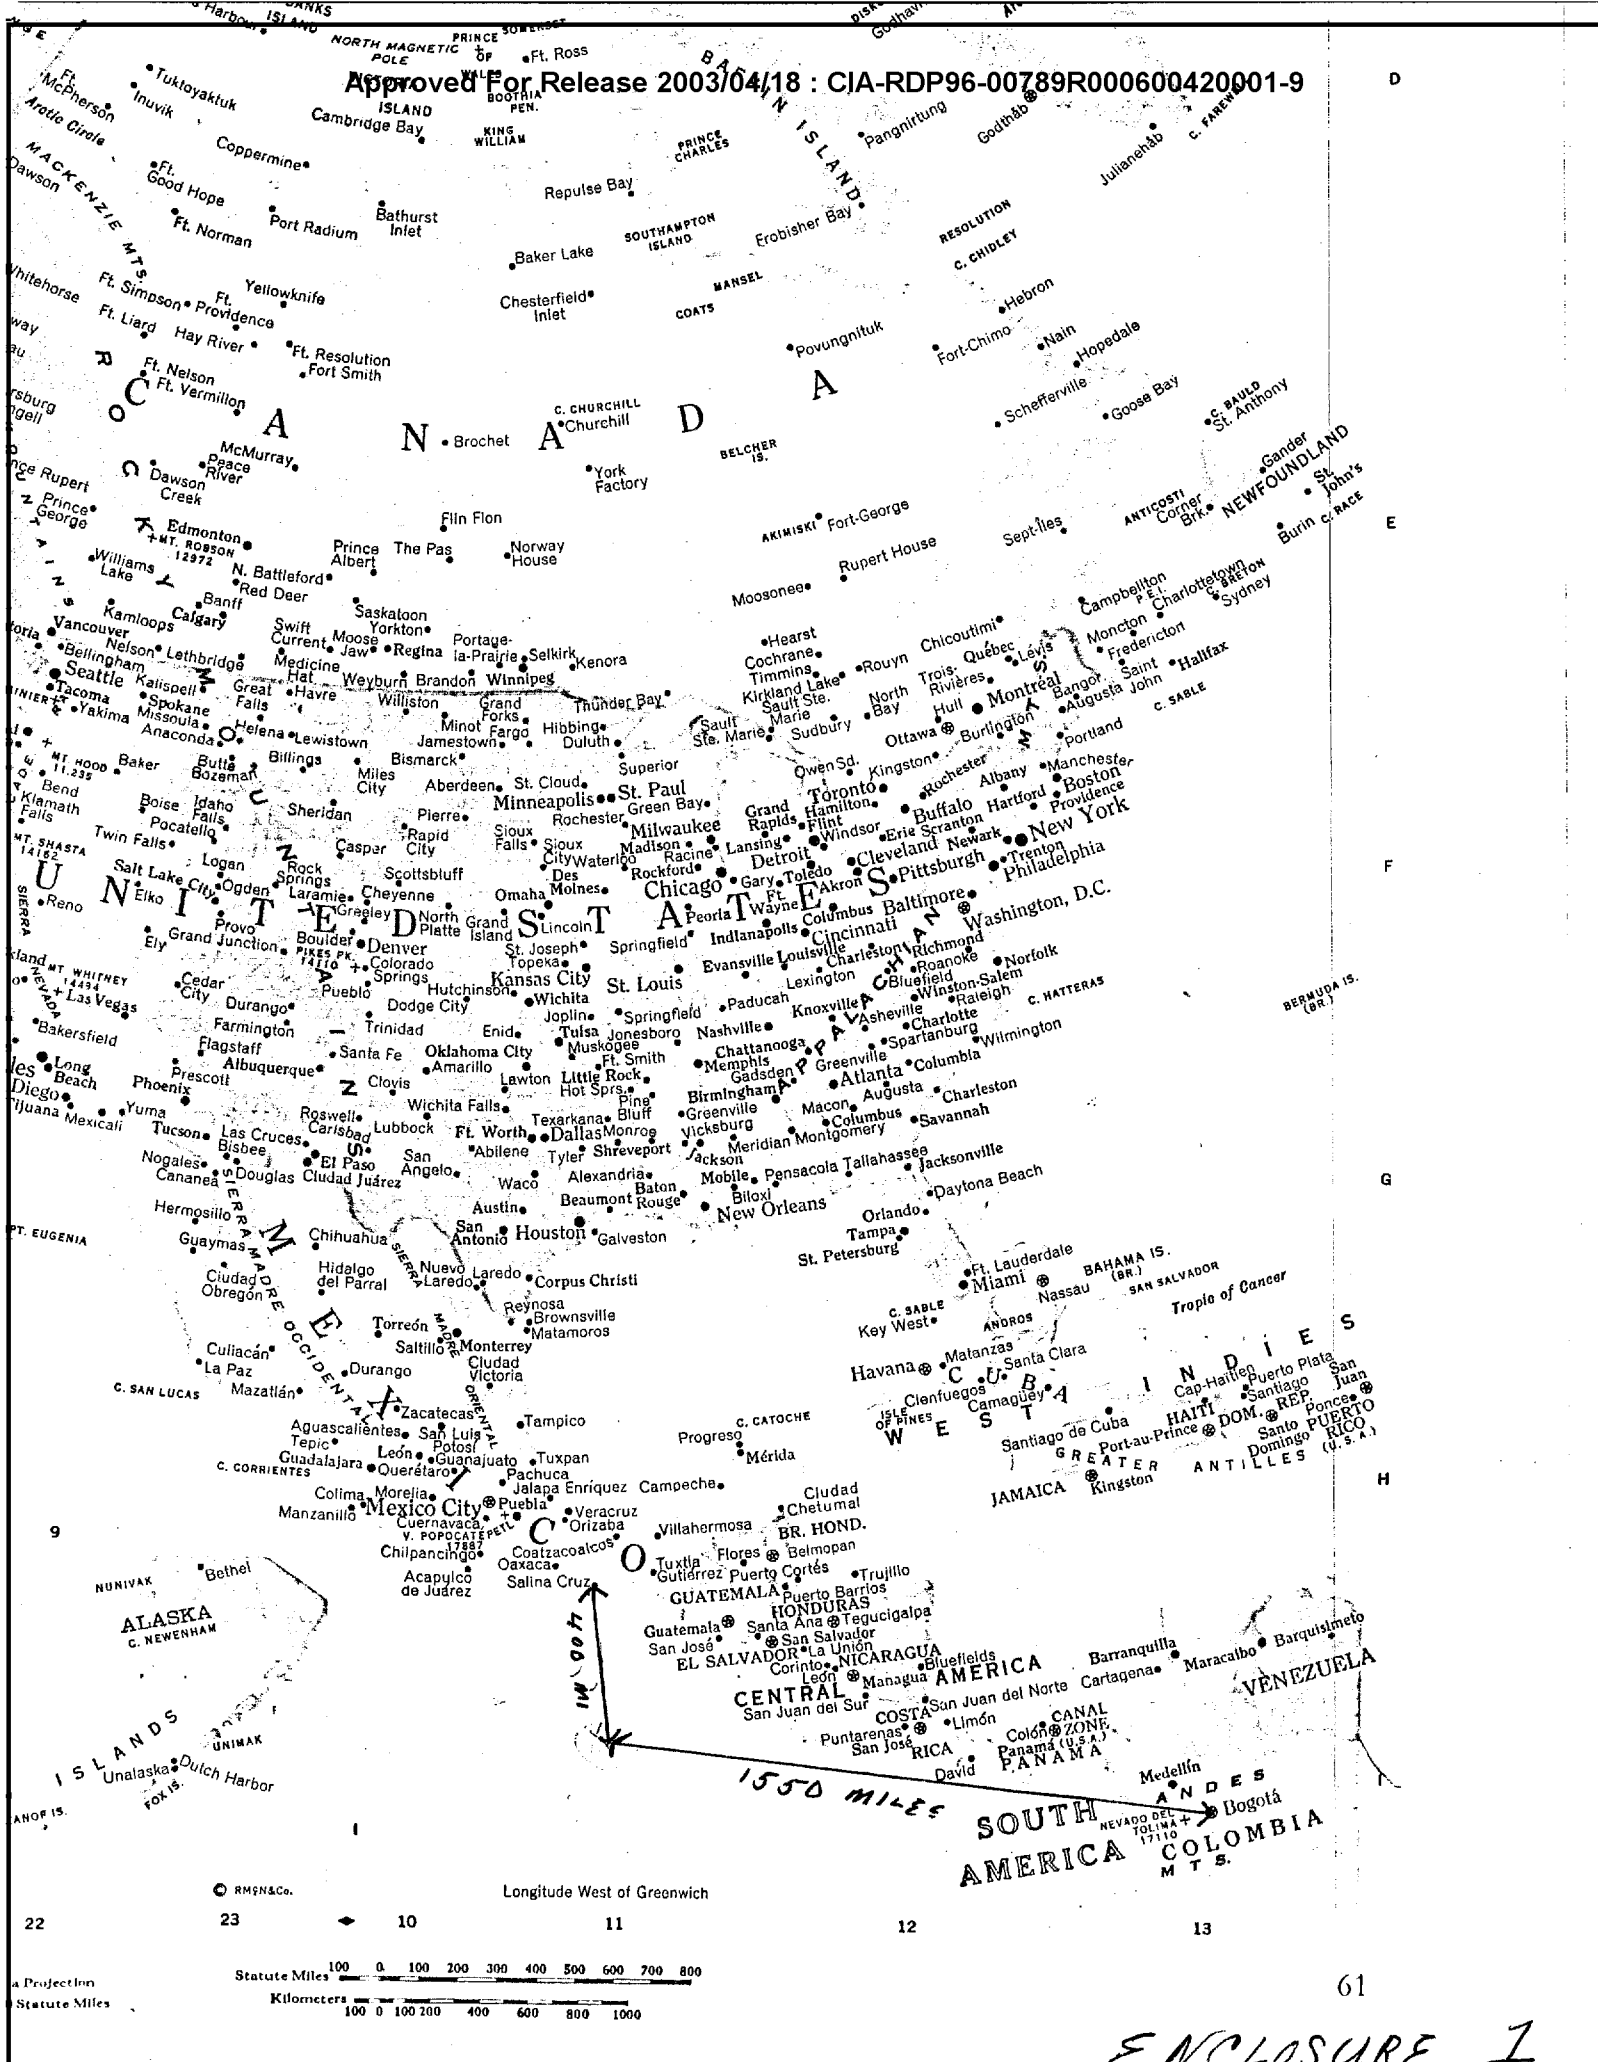 Harbour
BANKS
ISLAND
NORTH MAGNETIC
POLE
PRINCE
OF
WALES
SOMERSET
Ft. Ross
Godhavn
Approved For Release 2003/04/18 : CIA-RDP96-00789R000600420001-9
D
Ft.
McPherson
Tuktoyaktuk
Inuvik
Arctic Circle
ISLAND
Cambridge Bay
BOOTHIA
PEN.
KING
WILLIAM
BAFFIN ISLAND
PRINCE
CHARLES
Pangnirtung
Godthåb
Julianehåb
C. FAREWELL
MACKENZIE MTS.
Dawson
Coppermine
Ft.
Good Hope
Ft. Norman
Port Radium
Bathurst
Inlet
Repulse Bay
Baker Lake
SOUTHAMPTON
ISLAND
Frobisher Bay
RESOLUTION
C. CHIDLEY
Whitehorse
Ft. Simpson
Ft.
Providence
Yellowknife
Chesterfield
Inlet
MANSEL
COATS
Hebron
Ft. Liard
Hay River
Ft. Resolution
Fort Smith
Povungnituk
Fort-Chimo
Nain
Hopedale
Ft. Nelson
Ft. Vermilion
CANADA
Brochet
C. CHURCHILL
Churchill
Schefferville
Goose Bay
C. BAULD
St. Anthony
McMurray
Peace
River
Dawson
Creek
York
Factory
BELCHER
IS.
Gander
NEWFOUNDLAND
St.
John's
Prince
George
Edmonton
MT. ROBSON
12972
Flin Flon
AKIMISKI
Fort-George
Sept-Îles
ANTICOSTI
Corner
Brk.
Burin
C. RACE
E
Williams
Lake
N. Battleford
Red Deer
Prince
Albert
The Pas
Norway
House
Rupert House
Moosonee
Campbellton
P.E.I.
Charlottetown
C. BRETON
Sydney
Kamloops
Banff
Calgary
Saskatoon
Yorkton
Swift
Current
Moose
Jaw
Regina
Portage-
la-Prairie
Selkirk
Kenora
Hearst
Cochrane
Timmins
Kirkland Lake
Rouyn
Chicoutimi
Québec
Lévis
Trois-
Rivières
Moncton
Fredericton
Saint
John
Halifax
Vancouver
Bellingham
Nelson
Lethbridge
Medicine
Hat
Weyburn
Brandon
Winnipeg
Thunder Bay
Sault Ste.
Marie
Sudbury
North
Bay
Hull
Montréal
Bangor
Augusta
C. SABLE
Seattle
Tacoma
Yakima
Kalispell
Spokane
Missoula
Anaconda
Great
Falls
Havre
Helena
Lewistown
Williston
Minot
Jamestown
Grand
Forks
Fargo
Hibbing
Duluth
Sault
Ste. Marie
Ottawa
Burlington
Portland
MT HOOD
11,235
Baker
Butte
Bozeman
Billings
Miles
City
Bismarck
Aberdeen
St. Cloud
Superior
Owen Sd.
Kingston
Rochester
Albany
Manchester
Bend
Klamath
Falls
Boise
Idaho
Falls
Pocatello
Sheridan
Pierre
Rapid
City
Minneapolis
St. Paul
Rochester
Green Bay
Grand
Rapids
Toronto
Hamilton
Flint
Buffalo
Hartford
Boston
Providence
MT. SHASTA
14162
Twin Falls
Logan
Casper
Sioux
Falls
Sioux
City
Waterloo
Milwaukee
Madison
Racine
Lansing
Windsor
Erie
Scranton
Newark
New York
Salt Lake City
Ogden
Rock
Springs
Laramie
Scottsbluff
Cheyenne
Des
Moines
Rockford
Chicago
Detroit
Gary
Toledo
Cleveland
Akron
Pittsburgh
Trenton
Philadelphia
F
UNITED STATES
Reno
Elko
Provo
Ely
Greeley
North
Platte
Grand
Island
Omaha
Lincoln
Peoria
Ft.
Wayne
Columbus
Baltimore
Washington, D.C.
Grand Junction
Boulder
Denver
PIKES PK.
14110
Colorado
Springs
Pueblo
St. Joseph
Topeka
Springfield
Indianapolis
Cincinnati
Richmond
Norfolk
MT WHITNEY
14494
SIERRA
NEVADA
Las Vegas
Cedar
City
Durango
Dodge City
Hutchinson
Kansas City
Wichita
St. Louis
Evansville
Louisville
Lexington
Charleston
Roanoke
Bluefield
Winston-Salem
Raleigh
C. HATTERAS
BERMUDA IS.
(BR.)
Bakersfield
Farmington
Trinidad
Enid
Joplin
Springfield
Paducah
Knoxville
APPALACHIAN
Asheville
Charlotte
Flagstaff
Albuquerque
Santa Fe
Oklahoma City
Amarillo
Tulsa
Muskogee
Jonesboro
Ft. Smith
Nashville
Chattanooga
Memphis
Gadsden
Greenville
Spartanburg
Wilmington
Long
Beach
Diego
Tijuana
Mexicali
Phoenix
Prescott
Yuma
Clovis
Lawton
Little Rock
Hot Sprs.
Pine
Bluff
Birmingham
Atlanta
Columbia
Roswell
Carlsbad
Lubbock
Wichita Falls
Texarkana
Greenville
Macon
Augusta
Charleston
Tucson
Las Cruces
Bisbee
Ft. Worth
Dallas
Monroe
Vicksburg
Columbus
Savannah
Nogales
Cananea
Douglas
El Paso
Ciudad Juárez
San
Angelo
Abilene
Tyler
Shreveport
Jackson
Meridian
Montgomery
Waco
Alexandria
Baton
Rouge
Mobile
Pensacola
Tallahassee
Jacksonville
G
Hermosillo
Austin
Beaumont
Biloxi
New Orleans
Daytona Beach
PT. EUGENIA
Guaymas
Chihuahua
San
Antonio
Houston
Galveston
Orlando
Tampa
St. Petersburg
Ciudad
Obregón
Hidalgo
del Parral
SIERRA MADRE OCCIDENTAL
SIERRA
MADRE
ORIENTAL
Nuevo
Laredo
Laredo
Corpus Christi
Ft. Lauderdale
Miami
Nassau
BAHAMA IS.
(BR.)
SAN SALVADOR
Reynosa
Brownsville
Matamoros
C. SABLE
Key West
ANDROS
Tropic of Cancer
Torreón
Saltillo
Monterrey
Culiacán
La Paz
Durango
Ciudad
Victoria
Havana
Matanzas
Santa Clara
CUBA
WEST INDIES
C. SAN LUCAS
Mazatlán
MEXICO
Zacatecas
Tampico
C. CATOCHE
Cienfuegos
Camagüey
ISLE
OF PINES
Cap-Haïtien
Puerto Plata
Santiago
San
Juan
Aguascalientes
San Luis
Potosí
Tepic
León
Guanajuato
Tuxpan
Progreso
Mérida
Santiago de Cuba
HAITI
Port-au-Prince
DOM. REP.
Santo
Domingo
Ponce
PUERTO
RICO
(U.S.A.)
C. CORRIENTES
Guadalajara
Querétaro
Pachuca
Jalapa Enríquez
Campeche
GREATER ANTILLES
JAMAICA
Kingston
H
Colima
Morelia
Manzanillo
Mexico City
Puebla
Veracruz
Orizaba
Ciudad
Chetumal
9
Cuernavaca
V. POPOCATEPETL
17887
Villahermosa
BR. HOND.
Chilpancingo
Coatzacoalcos
Oaxaca
Tuxtla
Gutiérrez
Flores
Belmopan
NUNIVAK
Bethel
Acapulco
de Juárez
Salina Cruz
Puerto Cortés
GUATEMALA
Puerto Barrios
Trujillo
ALASKA
C. NEWENHAM
400 MI
HONDURAS
Guatemala
Santa Ana
Tegucigalpa
San José
San Salvador
EL SALVADOR
La Unión
Corinto
NICARAGUA
León
Managua
Bluefields
Barranquilla
Maracaibo
Barquisimeto
CENTRAL AMERICA
Cartagena
VENEZUELA
San Juan del Sur
COSTA
RICA
San Juan del Norte
ISLANDS
UNIMAK
Puntarenas
San José
Limón
Colón
CANAL
ZONE
(U.S.A.)
Panamá
PANAMA
David
Unalaska
Dutch Harbor
FOX IS.
1550 MILES
Medellín
ANDES
MTS.
SOUTH
AMERICA
NEVADO DEL
TOLIMA
17110
Bogotá
COLOMBIA
I
© RMcN&Co.
Longitude West of Greenwich
22
23
10
11
12
13
a Projection
Statute Miles
Statute Miles 100 0 100 200 300 400 500 600 700 800
Kilometers 100 0 100 200 400 600 800 1000
61
ENCLOSURE 1